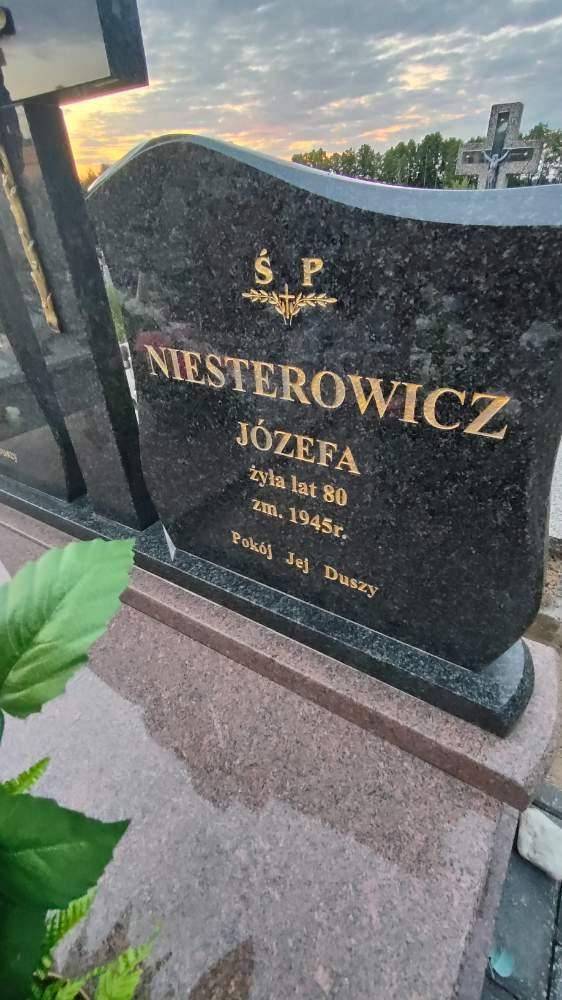 Ś P
NIESTEROWICZ
JÓZEFA
żyła lat 80
zm. 1945r.
Pokój Jej Duszy